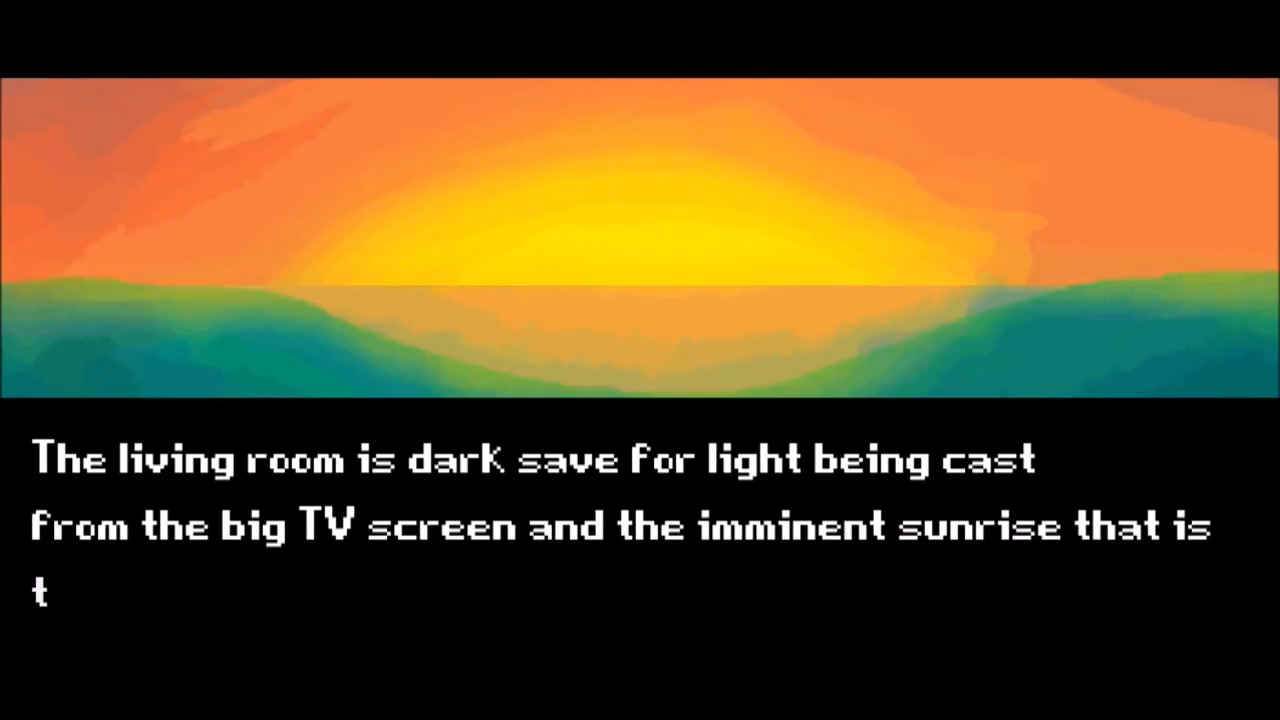 The living room is dark save for light being cast
from the big TV screen and the imminent sunrise that is
t